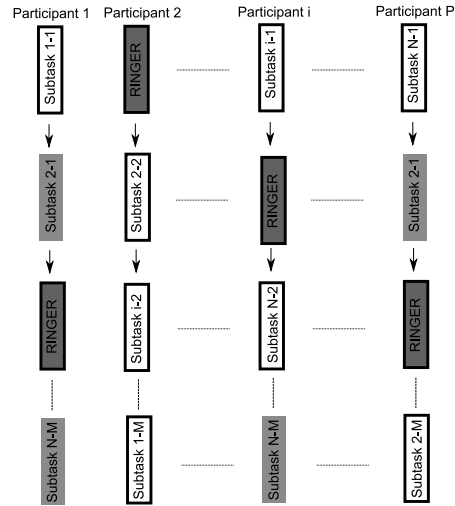 Participant 1
Participant 2
Participant i
Participant P
Subtask 1-1
RINGER
Subtask i-1
Subtask N-1
Subtask 2-1
Subtask 2-2
RINGER
Subtask 2-1
RINGER
Subtask i-2
Subtask N-2
RINGER
Subtask N-M
Subtask 1-M
Subtask N-M
Subtask 2-M